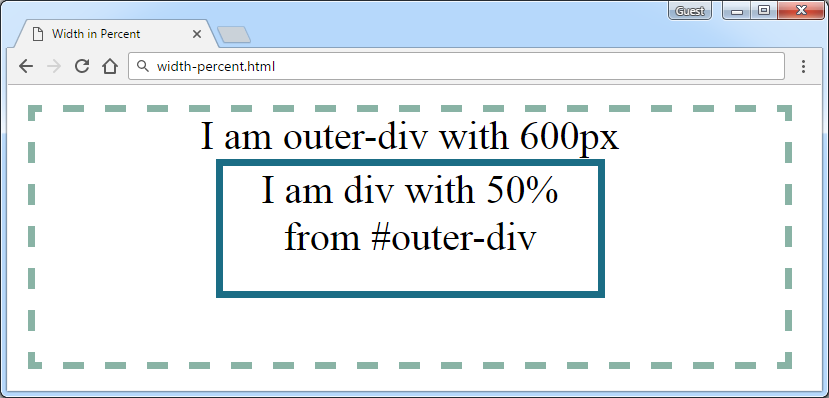 Guest
Width in Percent
width-percent.html
I am outer-div with 600px
I am div with 50%
from #outer-div